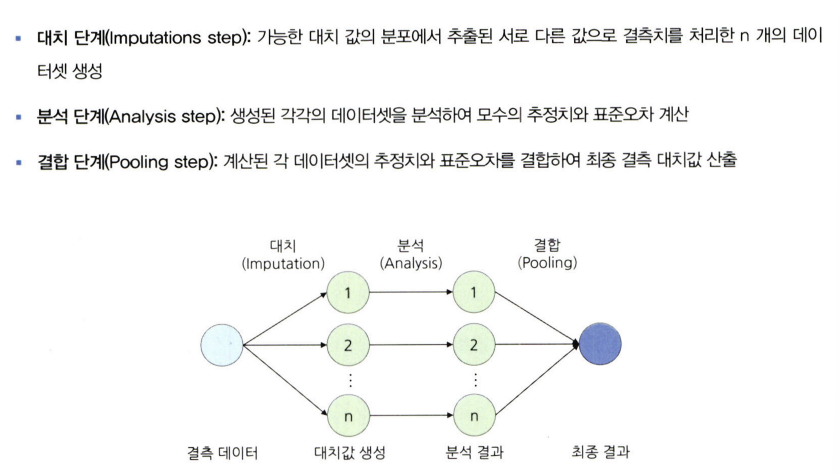 ▪ 대치 단계(Imputations step): 가능한 대치 값의 분포에서 추출된 서로 다른 값으로 결측치를 처리한 n 개의 데이
터셋 생성
▪ 분석 단계(Analysis step): 생성된 각각의 데이터셋을 분석하여 모수의 추정치와 표준오차 계산
▪ 결합 단계(Pooling step): 계산된 각 데이터셋의 추정치와 표준오차를 결합하여 최종 결측 대치값 산출
대치 분석 결합
(Imputation) (Analysis) (Pooling)
1 1
2 2
⋮ ⋮
n n
결측 데이터 대치값 생성 분석 결과 최종 결과